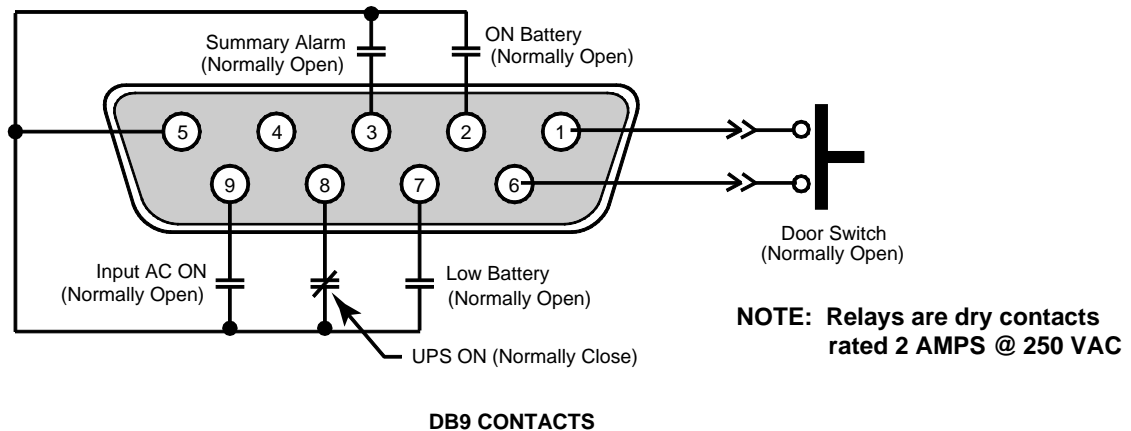 Summary Alarm
(Normally Open)
ON Battery
(Normally Open)
5
4
3
2
1
9
8
7
6
Door Switch
(Normally Open)
Input AC ON
(Normally Open)
Low Battery
(Normally Open)
UPS ON (Normally Close)
NOTE: Relays are dry contacts
rated 2 AMPS @ 250 VAC
DB9 CONTACTS